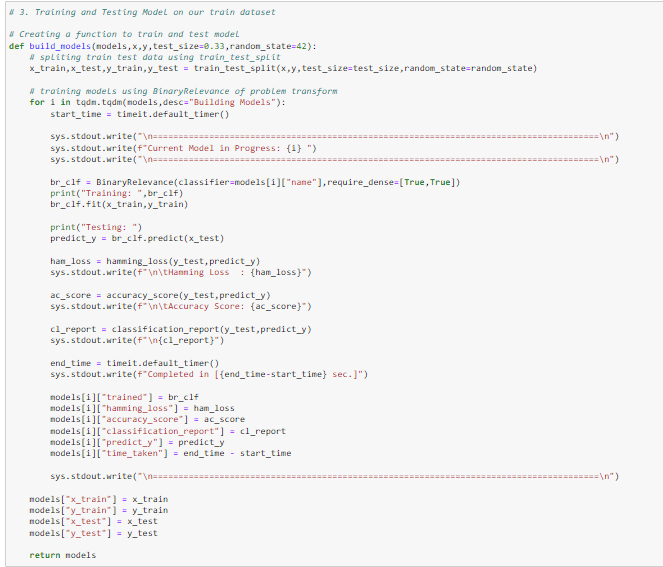 # 3. Training and Testing Model on our train dataset
# Creating a function to train and test model
def build_models(models,x,y,test_size=0.33,random_state=42):
# spliting train test data using train_test_split
x_train,x_test,y_train,y_test = train_test_split(x,y,test_size=test_size,random_state=random_state)
# training models using BinaryRelevance of problem transform
for i in tqdm.tqdm(models,desc="Building Models"):
start_time = timeit.default_timer()
sys.stdout.write("\n=======================================================================================\n")
sys.stdout.write(f"Current Model in Progress: {i} ")
sys.stdout.write("\n=======================================================================================\n")
br_clf = BinaryRelevance(classifier=models[i]["name"],require_dense=[True,True])
print("Training: ",br_clf)
br_clf.fit(x_train,y_train)
print("Testing: ")
predict_y = br_clf.predict(x_test)
ham_loss = hamming_loss(y_test,predict_y)
sys.stdout.write(f"\n\tHamming Loss  : {ham_loss}")
ac_score = accuracy_score(y_test,predict_y)
sys.stdout.write(f"\n\tAccuracy Score: {ac_score}")
cl_report = classification_report(y_test,predict_y)
sys.stdout.write(f"\n{cl_report}")
end_time = timeit.default_timer()
sys.stdout.write(f"Completed in [{end_time-start_time} sec.]")
models[i]["trained"] = br_clf
models[i]["hamming_loss"] = ham_loss
models[i]["accuracy_score"] = ac_score
models[i]["classification_report"] = cl_report
models[i]["predict_y"] = predict_y
models[i]["time_taken"] = end_time - start_time
sys.stdout.write("\n=======================================================================================\n")
models["x_train"] = x_train
models["y_train"] = y_train
models["x_test"] = x_test
models["y_test"] = y_test
return models